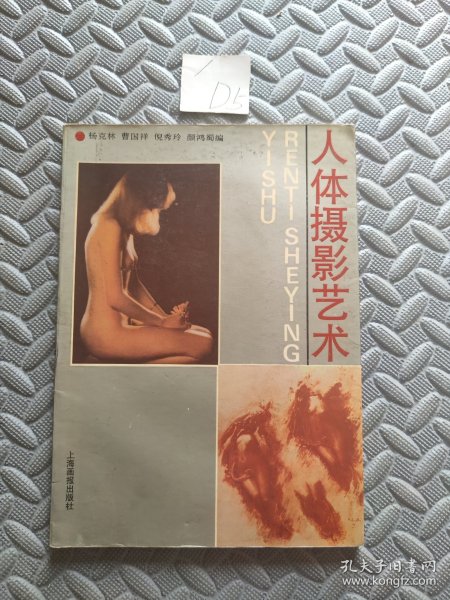 1
D5
杨克林 曹国祥 倪秀玲 颜鸿蜀编
人体摄影艺术
RENTI SHEYING
YISHU
上海画报出版社
孔夫子旧书网
www.kongfz.com